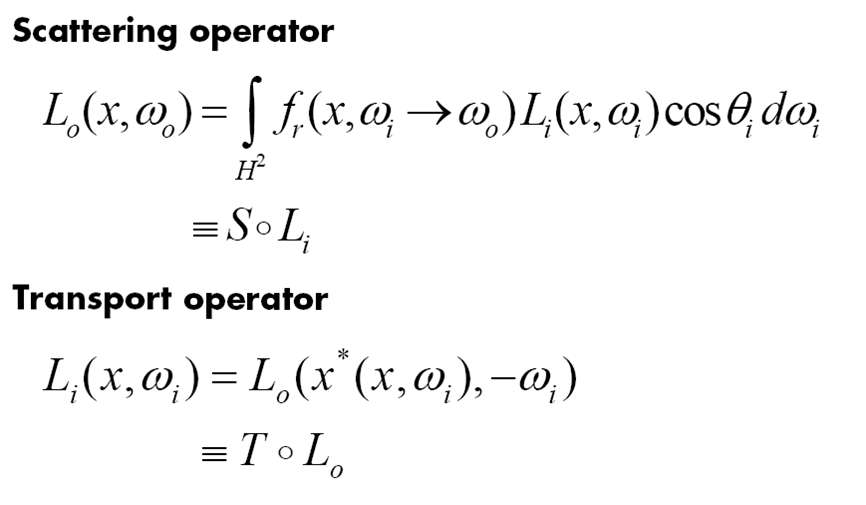 Scattering operator
L_o(x, ω_o) = ∫_{H²} f_r(x, ω_i → ω_o) L_i(x, ω_i) cos θ_i dω_i
≡ S ∘ L_i
Transport operator
L_i(x, ω_i) = L_o(x*(x, ω_i), −ω_i)
≡ T ∘ L_o